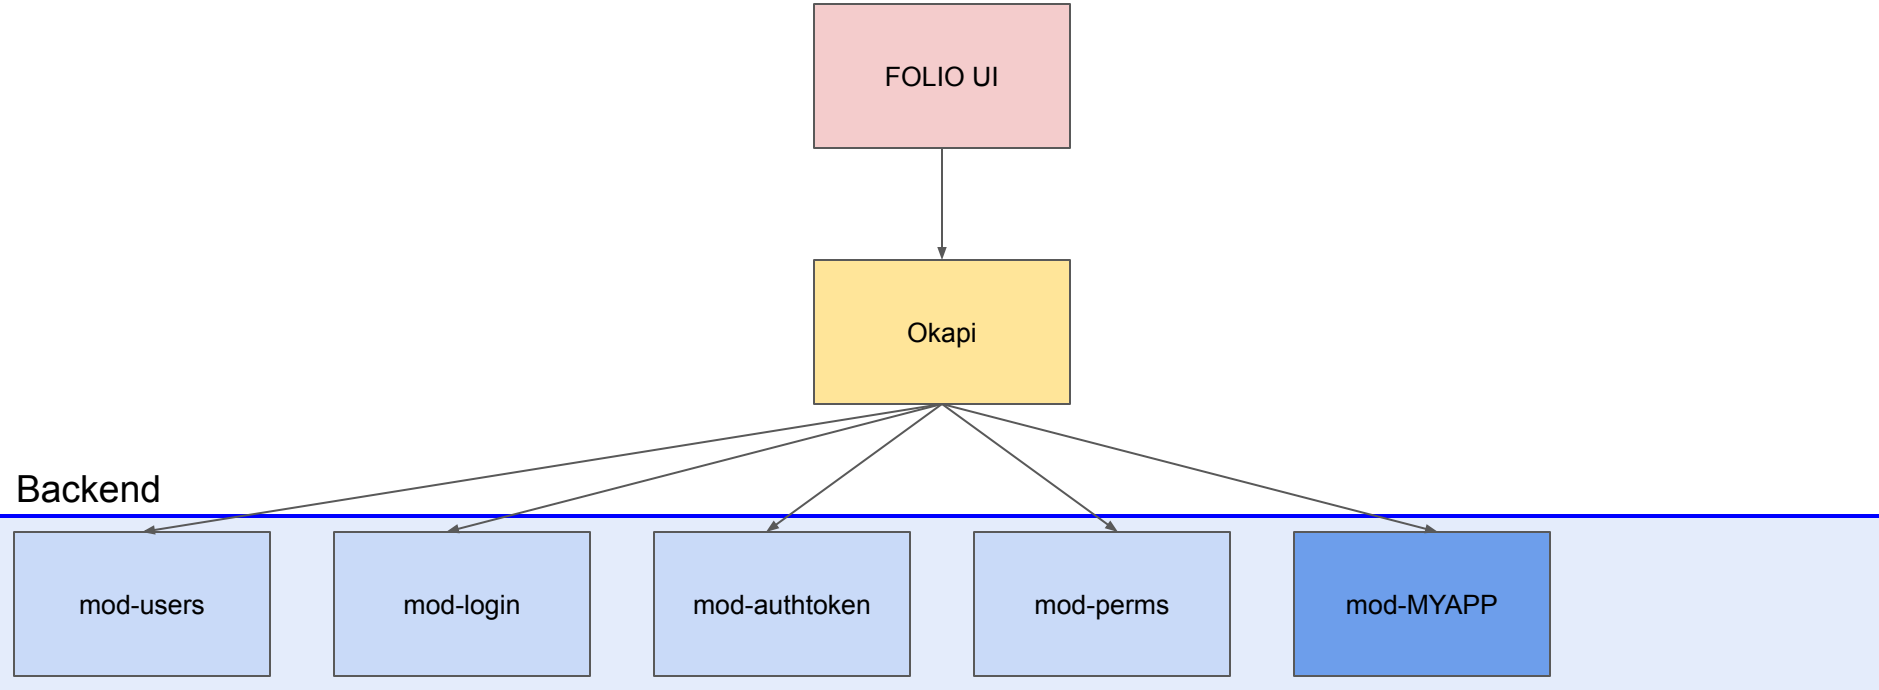 FOLIO UI
Okapi
Backend
mod-users
mod-login
mod-authtoken
mod-perms
mod-MYAPP